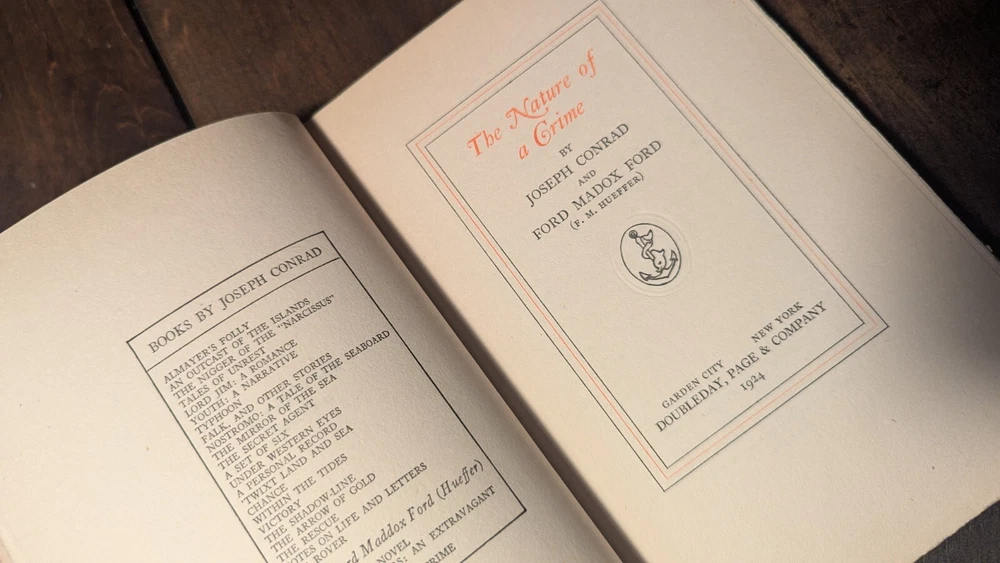 BOOKS BY JOSEPH CONRAD
ALMAYER'S FOLLY
AN OUTCAST OF THE ISLANDS
THE NIGGER OF THE "NARCISSUS"
TALES OF UNREST
LORD JIM: A ROMANCE
YOUTH: A NARRATIVE
TYPHOON
FALK, AND OTHER STORIES
NOSTROMO: A TALE OF THE SEABOARD
THE MIRROR OF THE SEA
THE SECRET AGENT
A SET OF SIX
UNDER WESTERN EYES
A PERSONAL RECORD
'TWIXT LAND AND SEA
CHANCE
WITHIN THE TIDES
VICTORY
THE SHADOW-LINE
THE ARROW OF GOLD
THE RESCUE
OTES ON LIFE AND LETTERS
ROVER
rd Maddox Ford (Hueffer)
NOVEL
S: AN EXTRAVAGANT
RIME
The Nature of
a Crime
BY
JOSEPH CONRAD
AND
FORD MADOX FORD
(F. M. HUEFFER)
GARDEN CITY NEW YORK
DOUBLEDAY, PAGE & COMPANY
1924